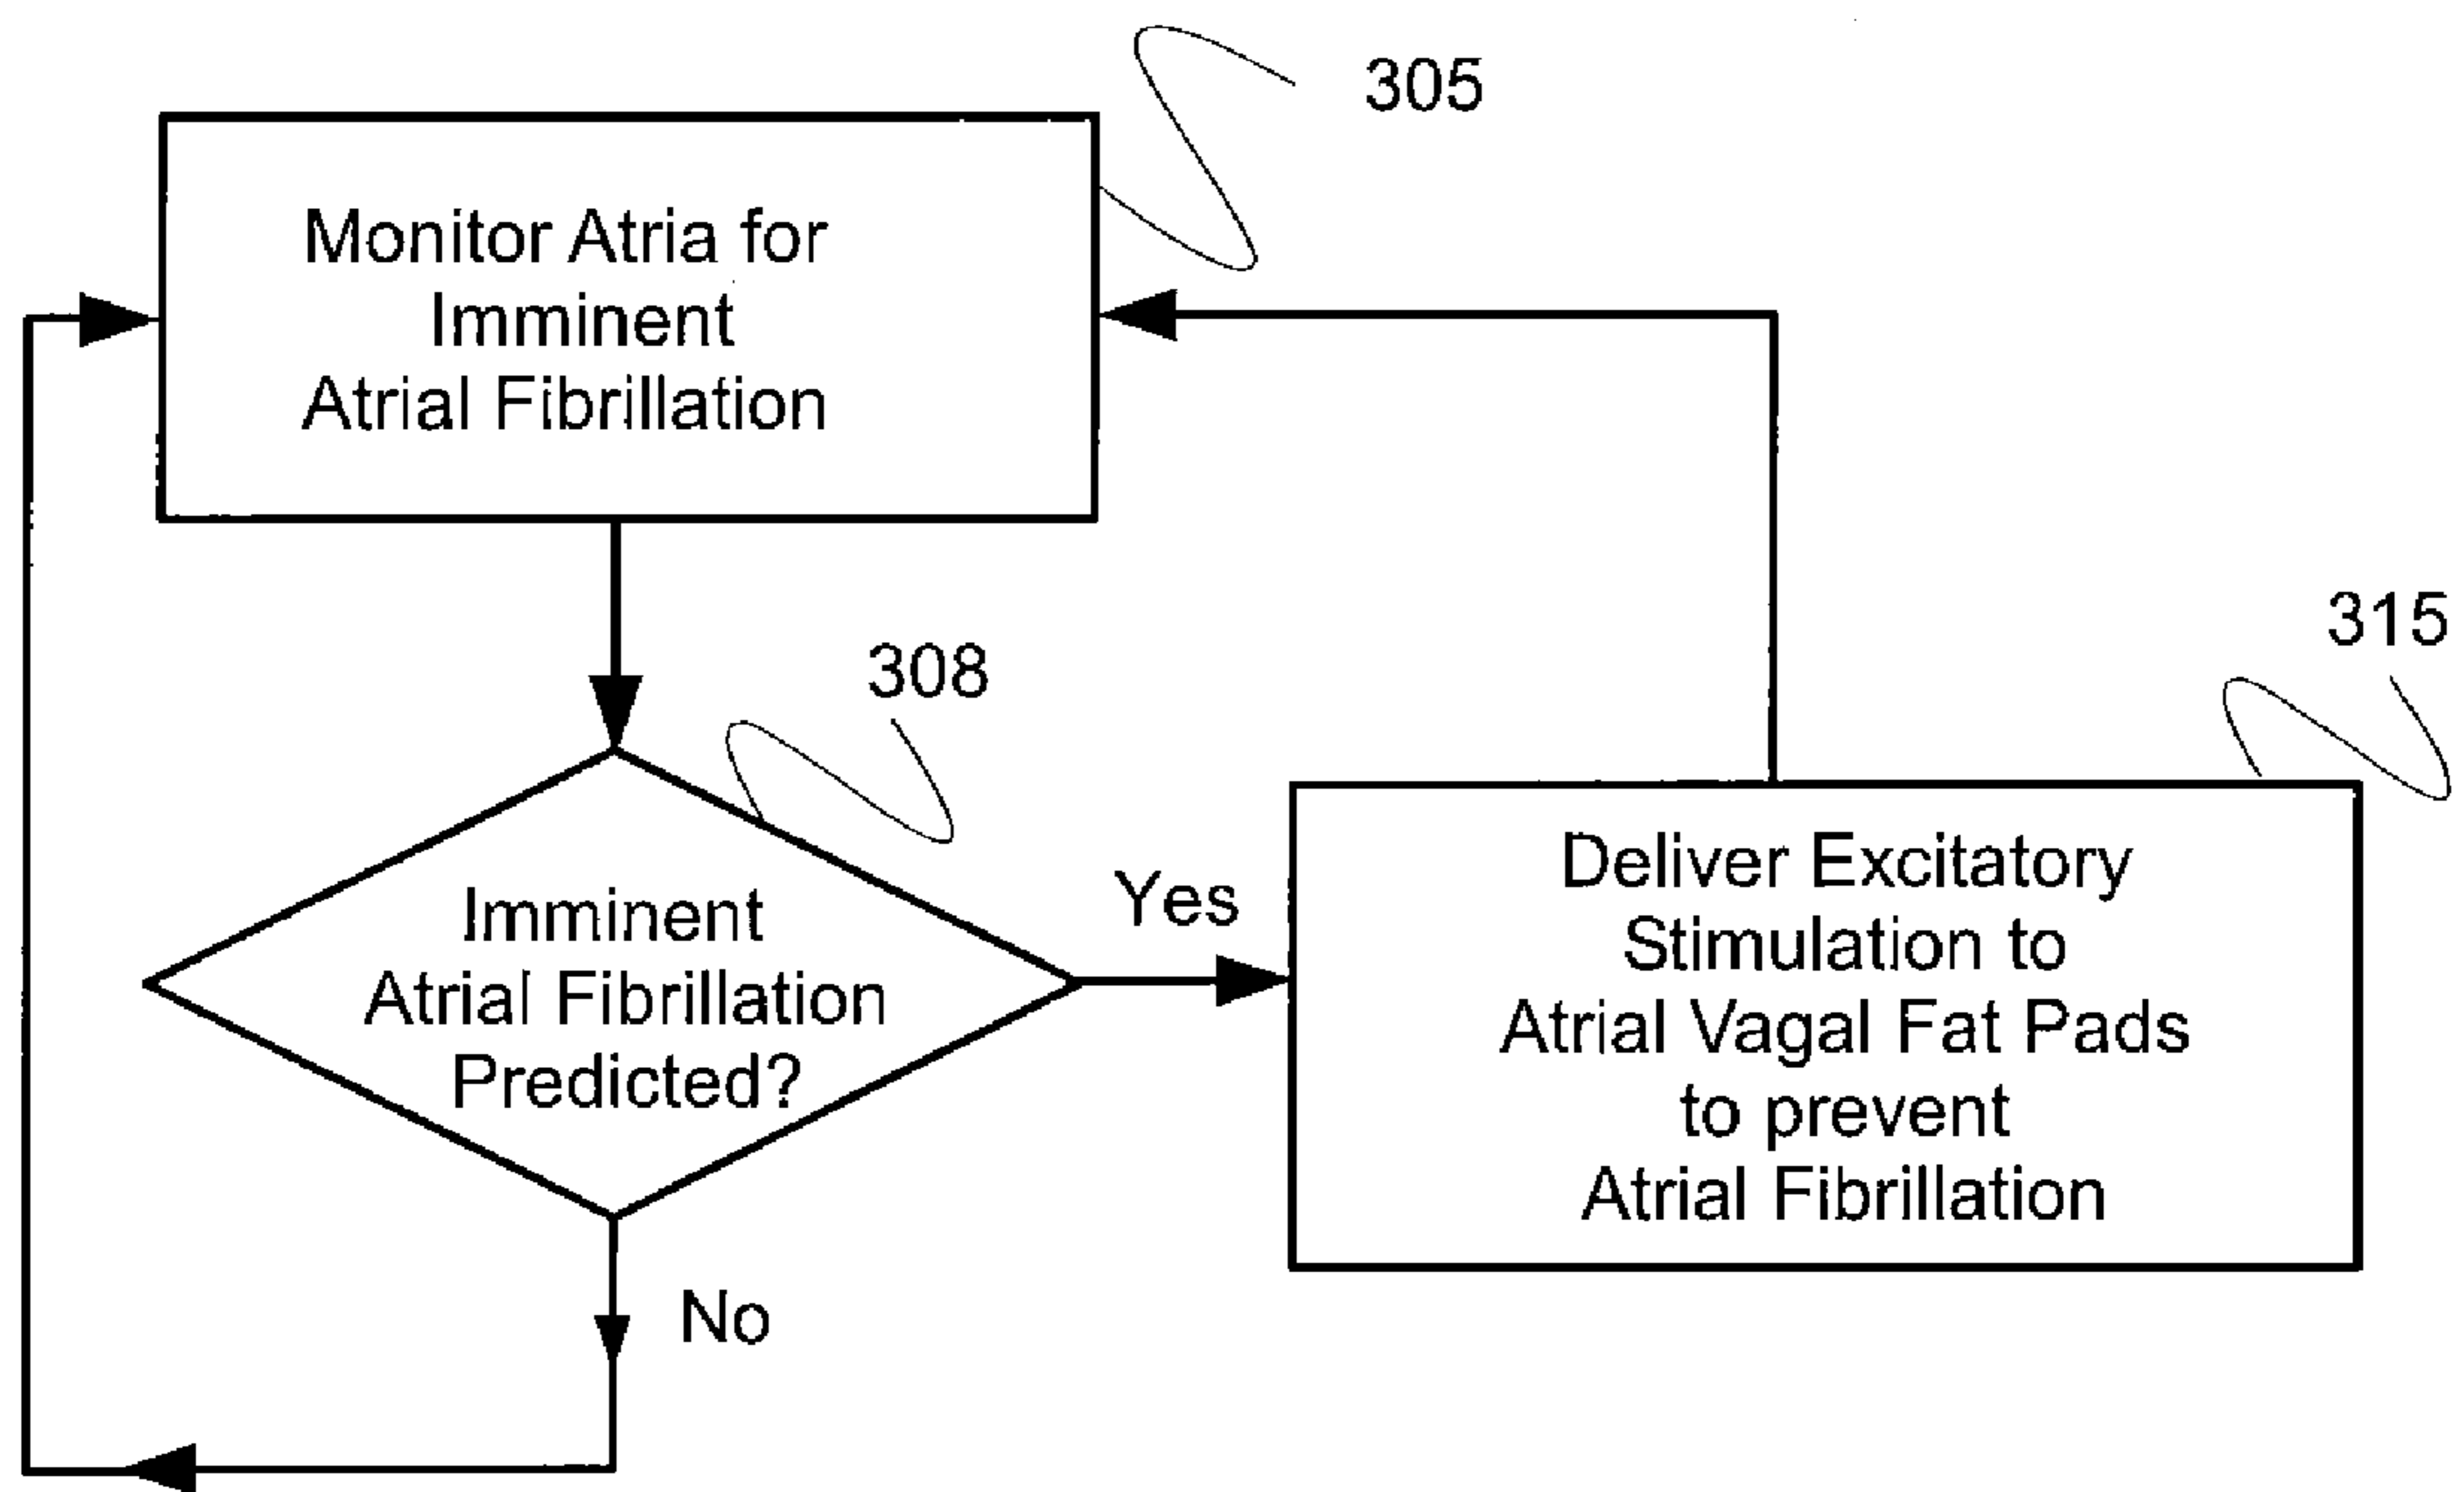 305
Monitor Atria for
Imminent
Atrial Fibrillation
308
315
Imminent
Atrial Fibrillation
Predicted?
Yes
Deliver Excitatory
Stimulation to
Atrial Vagal Fat Pads
to prevent
Atrial Fibrillation
No